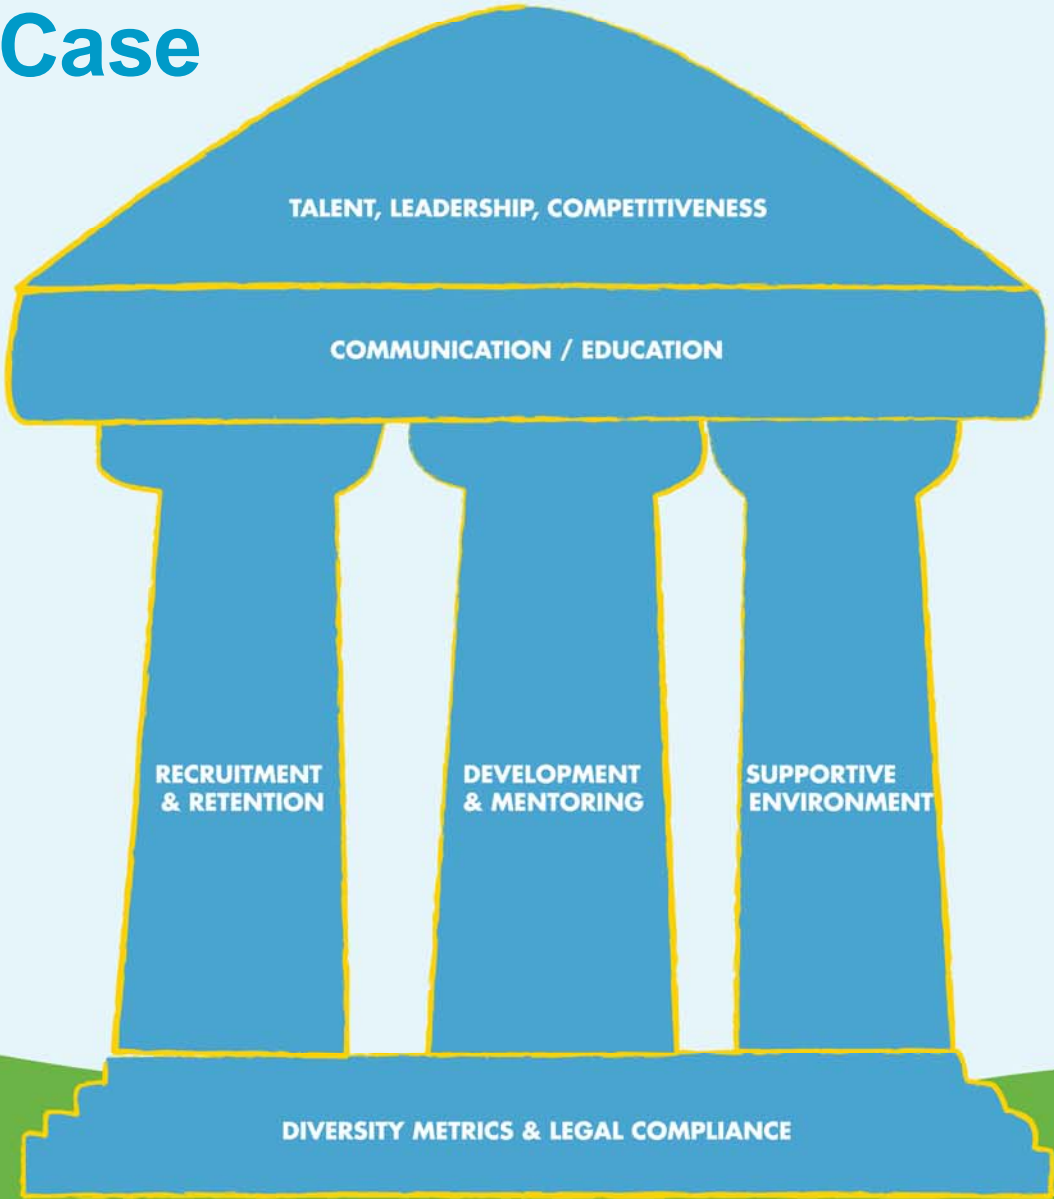 Case
TALENT, LEADERSHIP, COMPETITIVENESS
COMMUNICATION / EDUCATION
RECRUITMENT
& RETENTION
DEVELOPMENT
& MENTORING
SUPPORTIVE
ENVIRONMENT
DIVERSITY METRICS & LEGAL COMPLIANCE